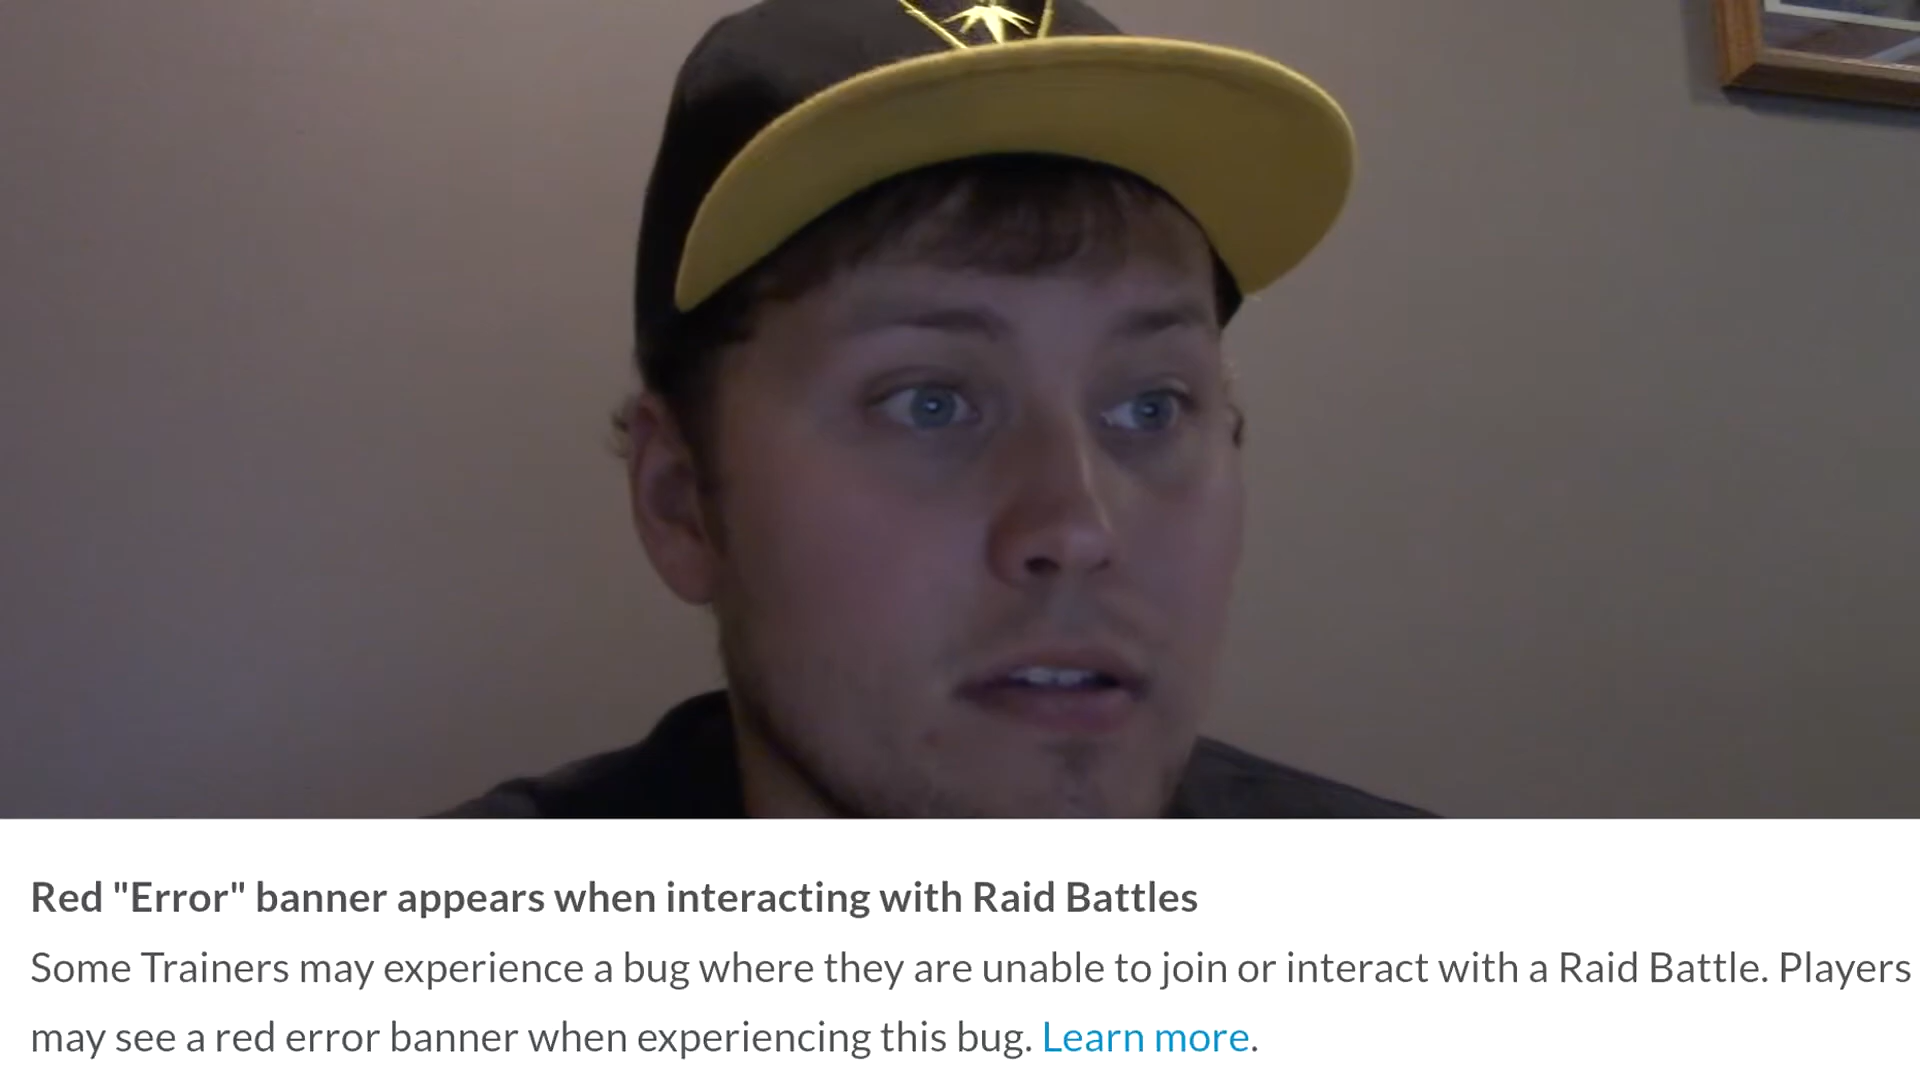 Red "Error" banner appears when interacting with Raid Battles
Some Trainers may experience a bug where they are unable to join or interact with a Raid Battle. Players
may see a red error banner when experiencing this bug. Learn more.